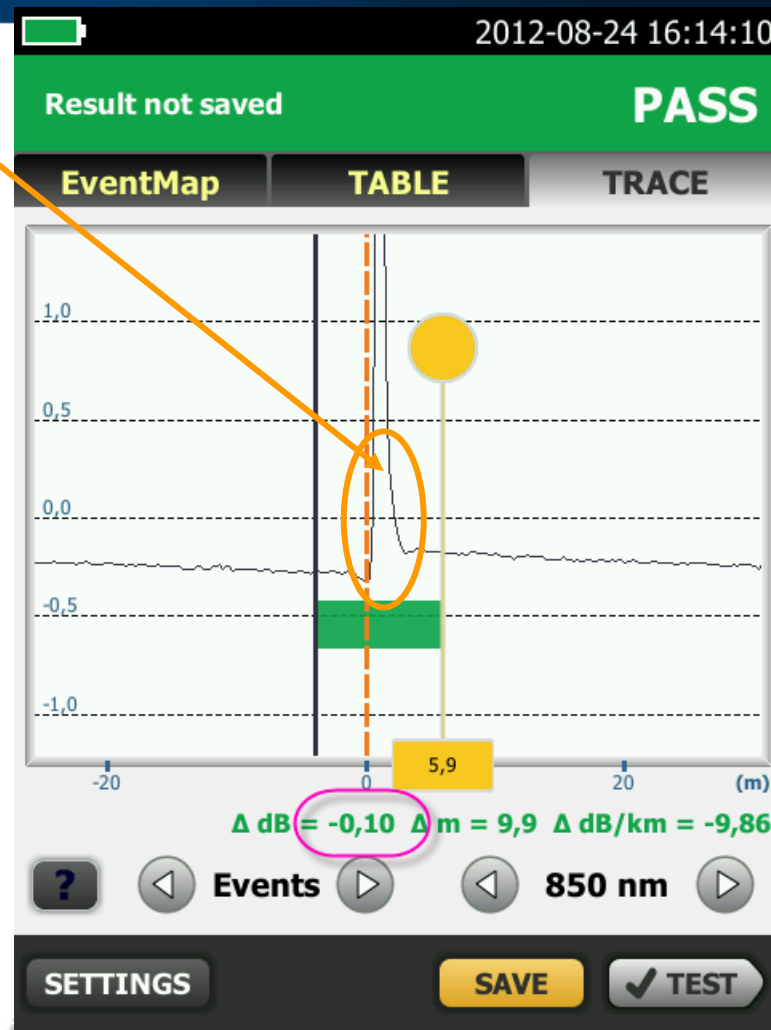 2012-08-24 16:14:10
Result not saved PASS
EventMap TABLE TRACE
1,0
0,5
0,0
-0,5
-1,0
5,9
-20 0 20 (m)
Δ dB = -0,10 Δ m = 9,9 Δ dB/km = -9,86
? Events 850 nm
SETTINGS SAVE TEST